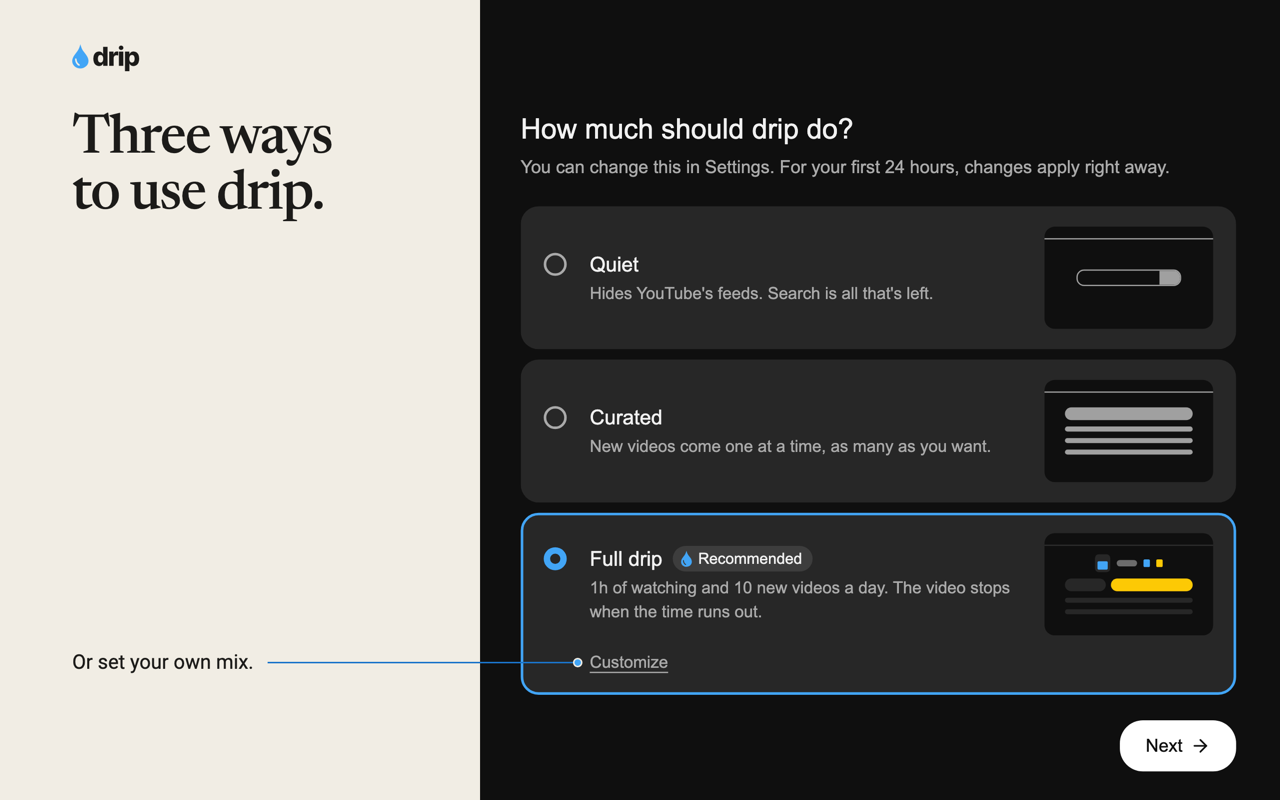 drip
Three ways
to use drip.
Or set your own mix.
How much should drip do?
You can change this in Settings. For your first 24 hours, changes apply right away.
Quiet
Hides YouTube's feeds. Search is all that's left.
Curated
New videos come one at a time, as many as you want.
Full drip Recommended
1h of watching and 10 new videos a day. The video stops
when the time runs out.
Customize
Next →